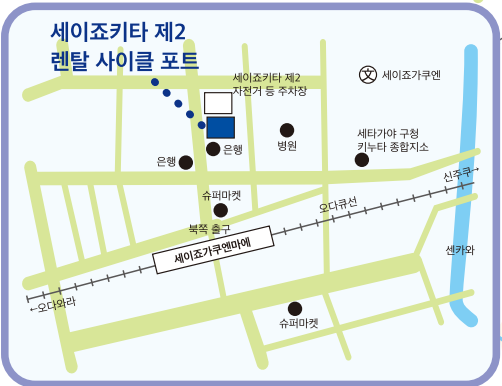 세이죠키타 제2
렌탈 사이클 포트
세이죠키타 제2
자전거 등 주차장
文
세이죠가쿠엔
은행
은행
병원
세타가야 구청
키누타 종합지소
신주쿠→
슈퍼마켓
오다큐선
북쪽 출구
세이죠가쿠엔마에
센카와
←오다와라
슈퍼마켓